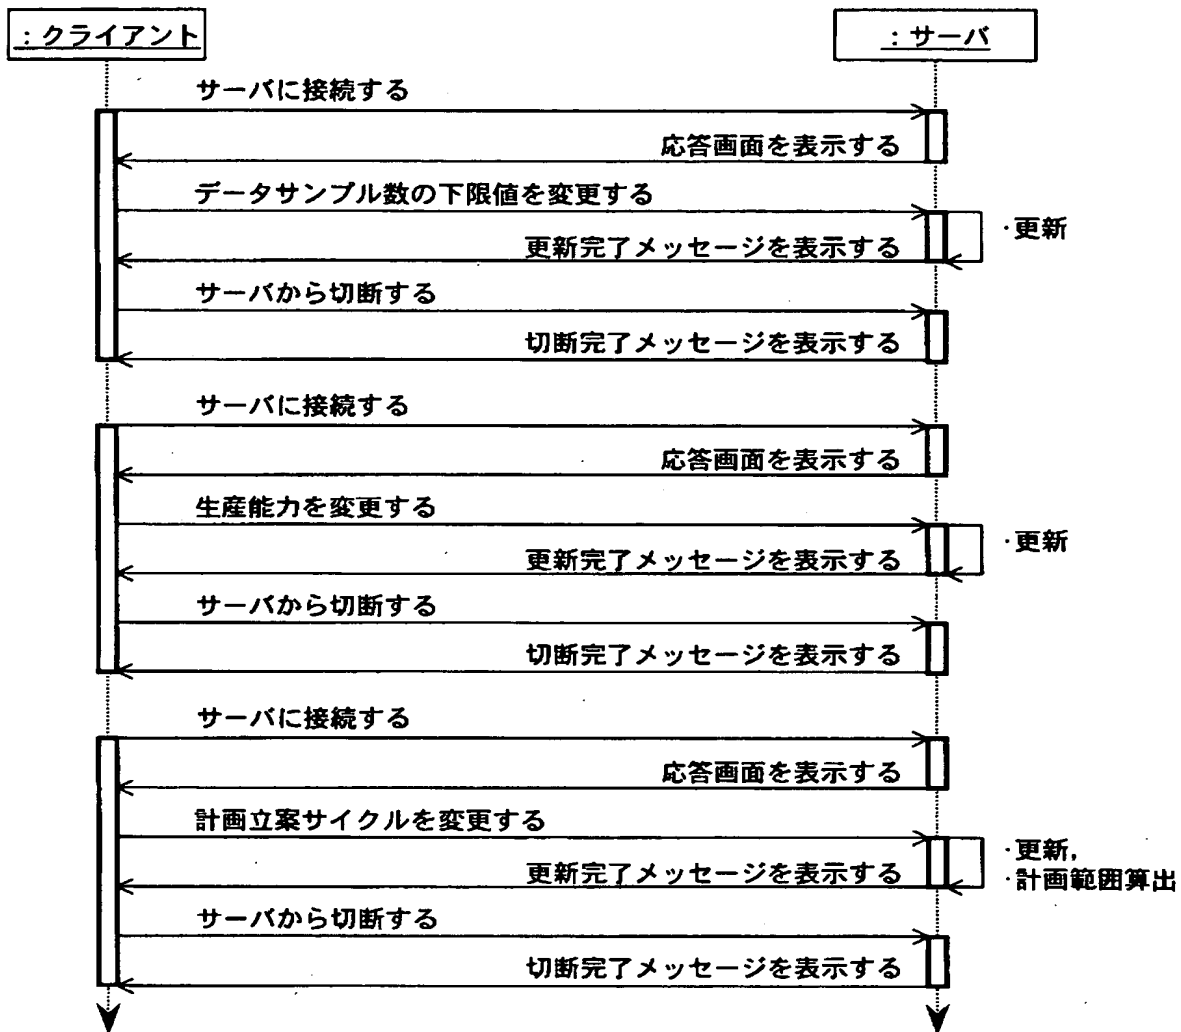 ：クライアント
：サーバ
サーバに接続する
応答画面を表示する
データサンプル数の下限値を変更する
・更新
更新完了メッセージを表示する
サーバから切断する
切断完了メッセージを表示する
サーバに接続する
応答画面を表示する
生産能力を変更する
・更新
更新完了メッセージを表示する
サーバから切断する
切断完了メッセージを表示する
サーバに接続する
応答画面を表示する
計画立案サイクルを変更する
・更新,
更新完了メッセージを表示する
・計画範囲算出
サーバから切断する
切断完了メッセージを表示する